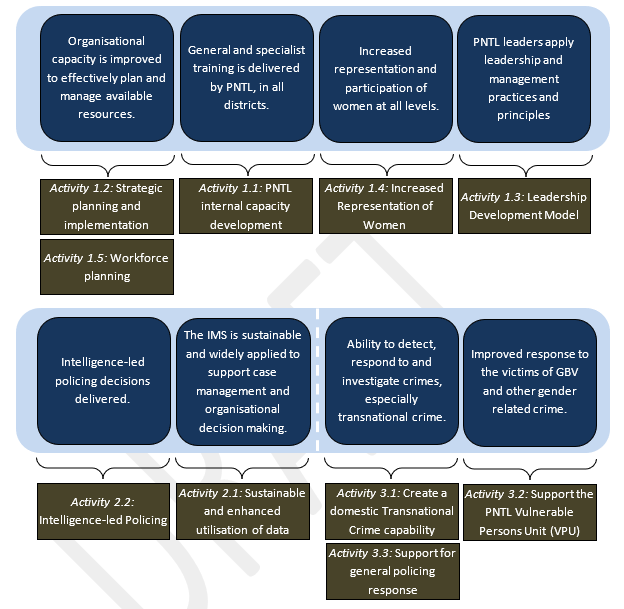 Organisational
capacity is improved
to effectively plan and
manage available
resources.
General and specialist
training is delivered
by PNTL, in all
districts.
Increased
representation and
participation of
women at all levels.
PNTL leaders apply
leadership and
management
practices and
principles
Activity 1.2: Strategic
planning and
implementation
Activity 1.1: PNTL
internal capacity
development
Activity 1.4: Increased
Representation of
Women
Activity 1.3: Leadership
Development Model
Activity 1.5: Workforce
planning
Intelligence-led
policing decisions
delivered.
The IMS is sustainable
and widely applied to
support case
management and
organisational
decision making.
Ability to detect,
respond to and
investigate crimes,
especially
transnational crime.
Improved response to
the victims of GBV
and other gender
related crime.
Activity 2.2:
Intelligence-led Policing
Activity 2.1: Sustainable
and enhanced
utilisation of data
Activity 3.1: Create a
domestic Transnational
Crime capability
Activity 3.2: Support the
PNTL Vulnerable
Persons Unit (VPU)
Activity 3.3: Support for
general policing
response
DRAFT